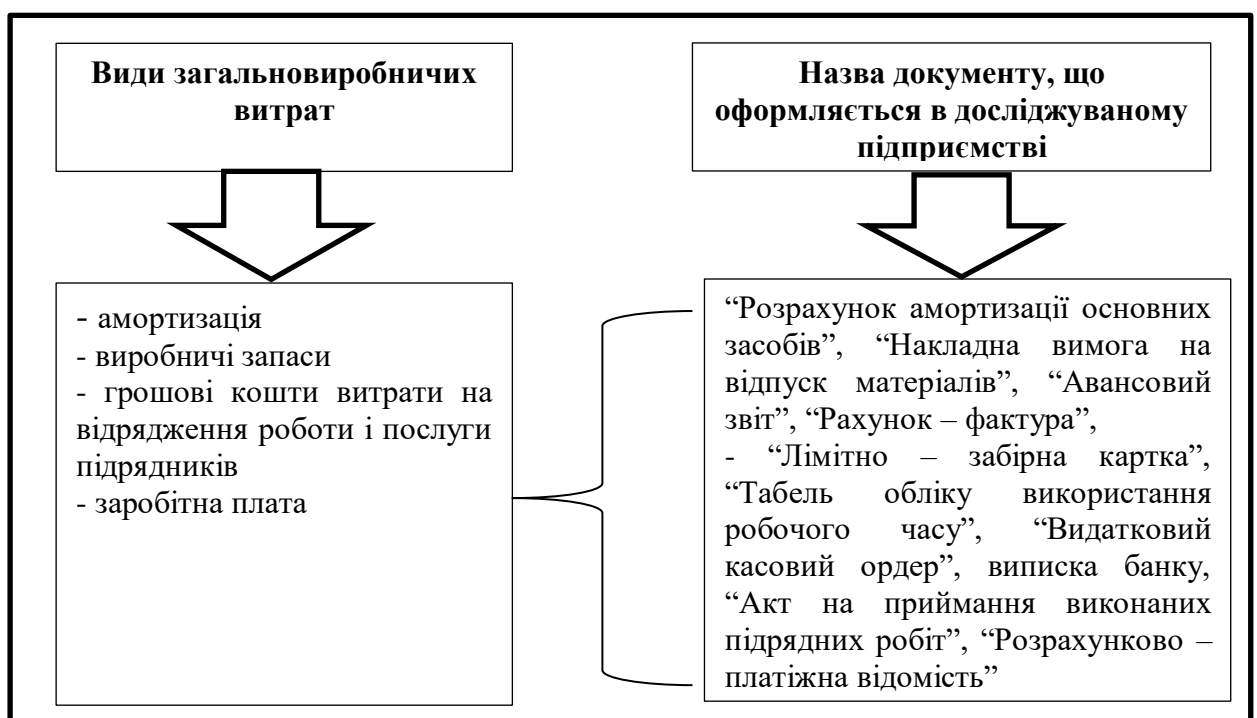 Види загальновиробничих
витрат
Назва документу, що
оформляється в досліджуваному
підприємстві
- амортизація
- виробничі запаси
- грошові кошти витрати на
відрядження роботи і послуги
підрядників
- заробітна плата
“Розрахунок амортизації основних
засобів”, “Накладна вимога на
відпуск матеріалів”, “Авансовий
звіт”, “Рахунок – фактура”,
- “Лімітно – забірна картка”,
“Табель обліку використання
робочого часу”, “Видатковий
касовий ордер”, виписка банку,
“Акт на приймання виконаних
підрядних робіт”, “Розрахунково –
платіжна відомість”